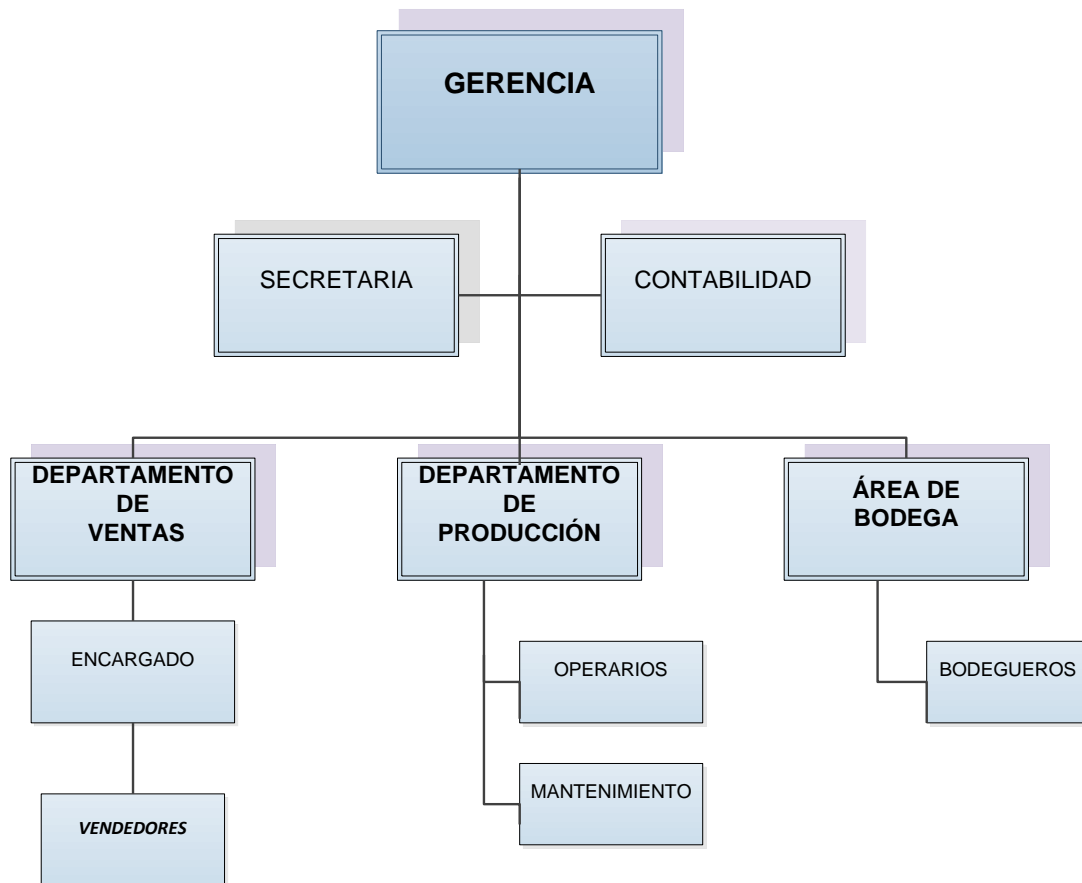 GERENCIA
SECRETARIA
CONTABILIDAD
DEPARTAMENTO
DE
VENTAS
DEPARTAMENTO
DE
PRODUCCIÓN
ÁREA DE
BODEGA
ENCARGADO
OPERARIOS
BODEGUEROS
MANTENIMIENTO
VENDEDORES